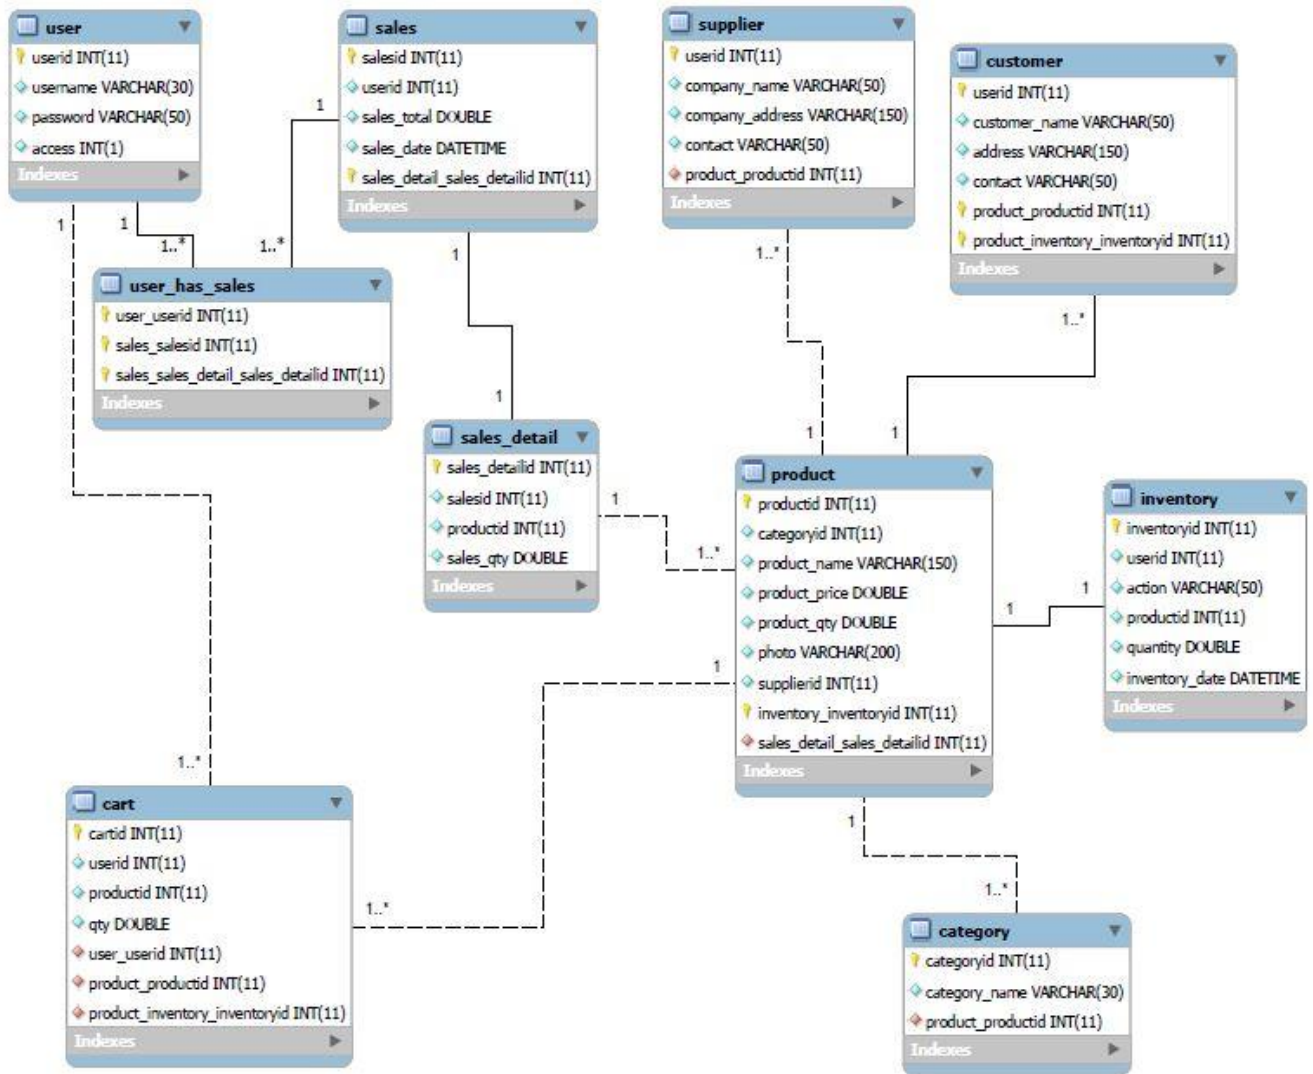 user
userid INT(11)
username VARCHAR(30)
password VARCHAR(50)
access INT(1)
Indexes
sales
salesid INT(11)
userid INT(11)
sales_total DOUBLE
sales_date DATETIME
sales_detail_sales_detailid INT(11)
Indexes
supplier
userid INT(11)
company_name VARCHAR(50)
company_address VARCHAR(150)
contact VARCHAR(50)
product_productid INT(11)
Indexes
customer
userid INT(11)
customer_name VARCHAR(50)
address VARCHAR(150)
contact VARCHAR(50)
product_productid INT(11)
product_inventory_inventoryid INT(11)
Indexes
1
1
1
1..*
1..*
1
1..*
1..*
user_has_sales
user_userid INT(11)
sales_salesid INT(11)
sales_sales_detail_sales_detailid INT(11)
Indexes
1
1
1
sales_detail
sales_detailid INT(11)
salesid INT(11)
productid INT(11)
sales_qty DOUBLE
Indexes
1
1..*
product
productid INT(11)
categoryid INT(11)
product_name VARCHAR(150)
product_price DOUBLE
product_qty DOUBLE
photo VARCHAR(200)
supplierid INT(11)
inventory_inventoryid INT(11)
sales_detail_sales_detailid INT(11)
Indexes
1
1
inventory
inventoryid INT(11)
userid INT(11)
action VARCHAR(50)
productid INT(11)
quantity DOUBLE
inventory_date DATETIME
Indexes
1
1..*
cart
cartid INT(11)
userid INT(11)
productid INT(11)
qty DOUBLE
user_userid INT(11)
product_productid INT(11)
product_inventory_inventoryid INT(11)
Indexes
1..*
1
1..*
category
categoryid INT(11)
category_name VARCHAR(30)
product_productid INT(11)
Indexes